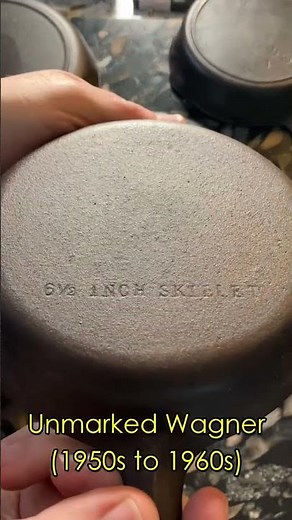 6½ INCH SKILLET
Unmarked Wagner
(1950s to 1960s)